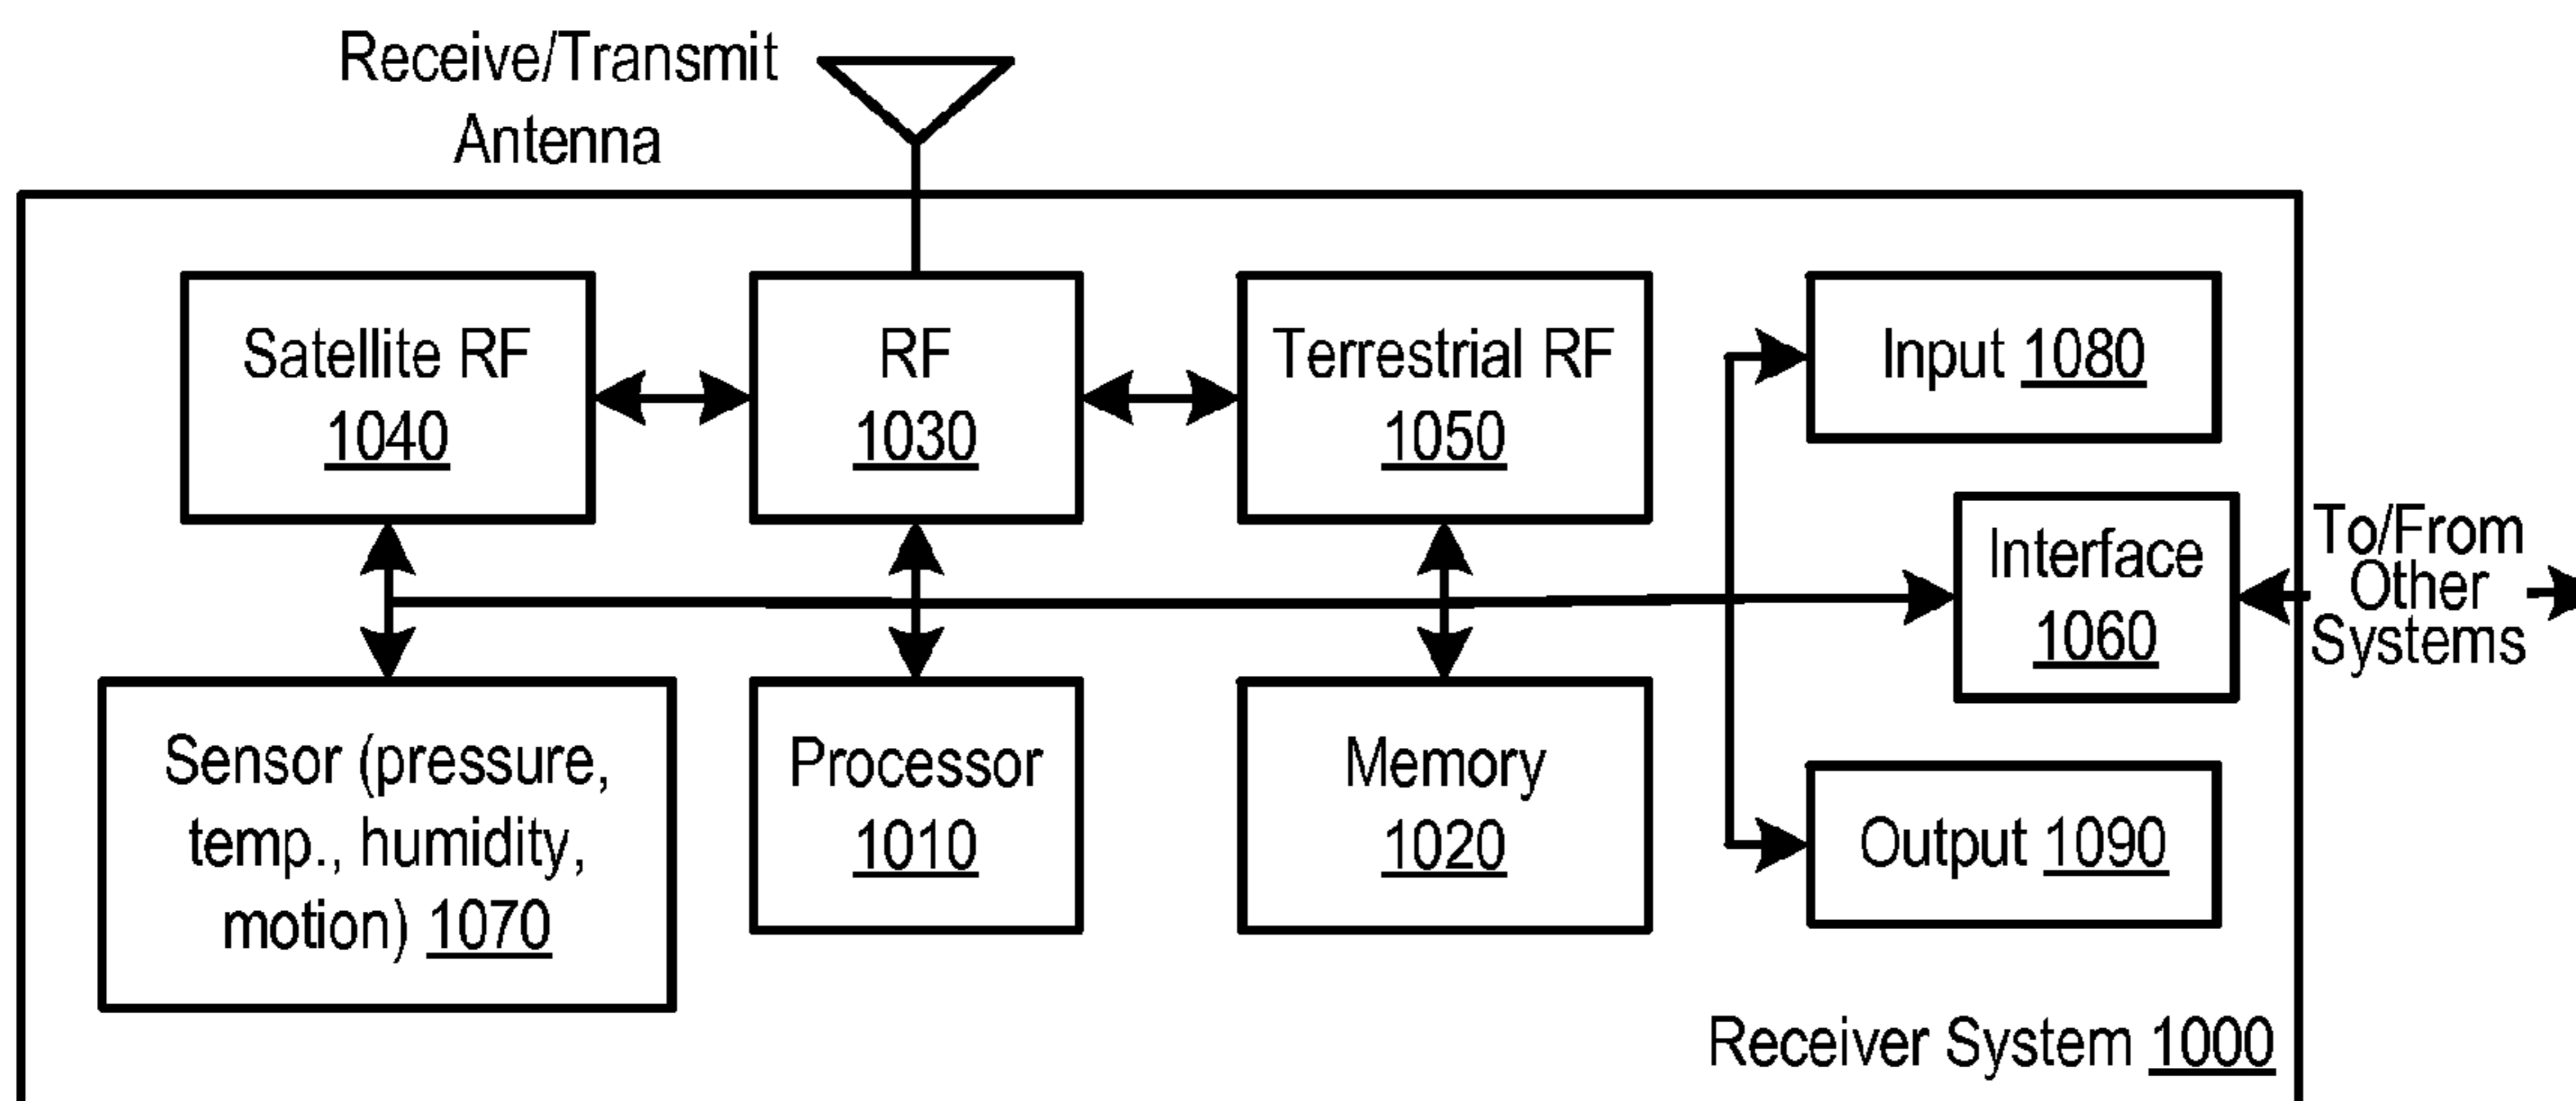 Receive/Transmit
Antenna
Satellite RF
1040
RF
1030
Terrestrial RF
1050
Input 1080
Interface
1060
To/From
Other
Systems
Sensor (pressure,
temp., humidity,
motion) 1070
Processor
1010
Memory
1020
Output 1090
Receiver System 1000